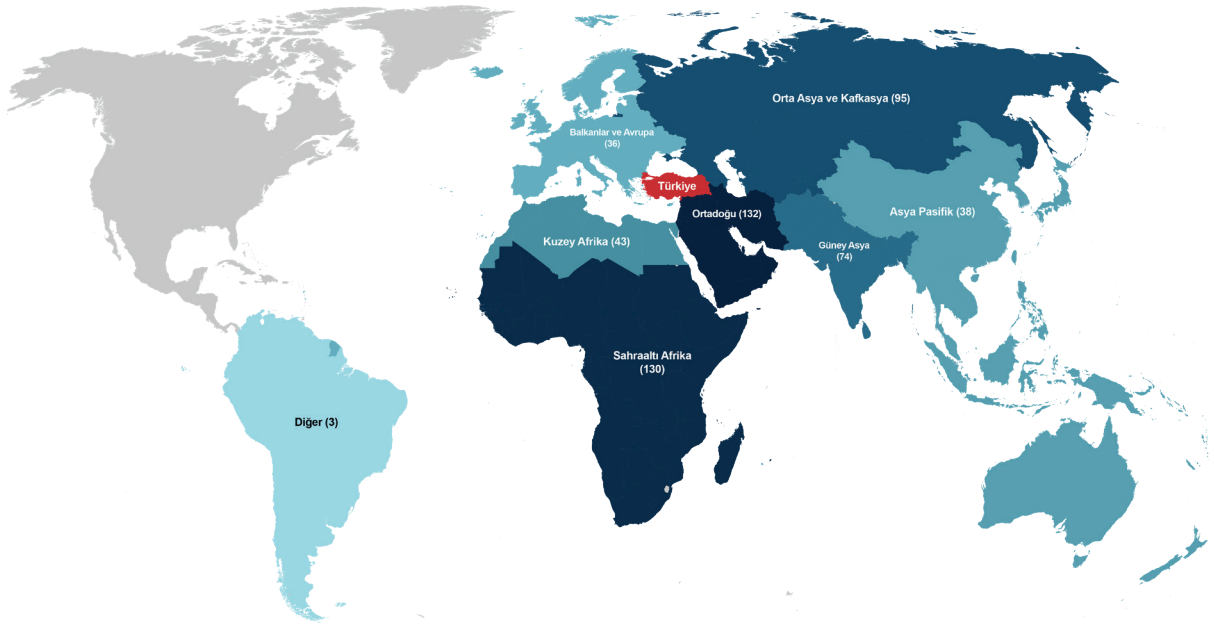 Orta Asya ve Kafkasya (95)
Balkanlar ve Avrupa
(36)
Türkiye
Ortadoğu (132)
Asya Pasifik (38)
Kuzey Afrika (43)
Güney Asya
(74)
Sahraaltı Afrika
(130)
Diğer (3)